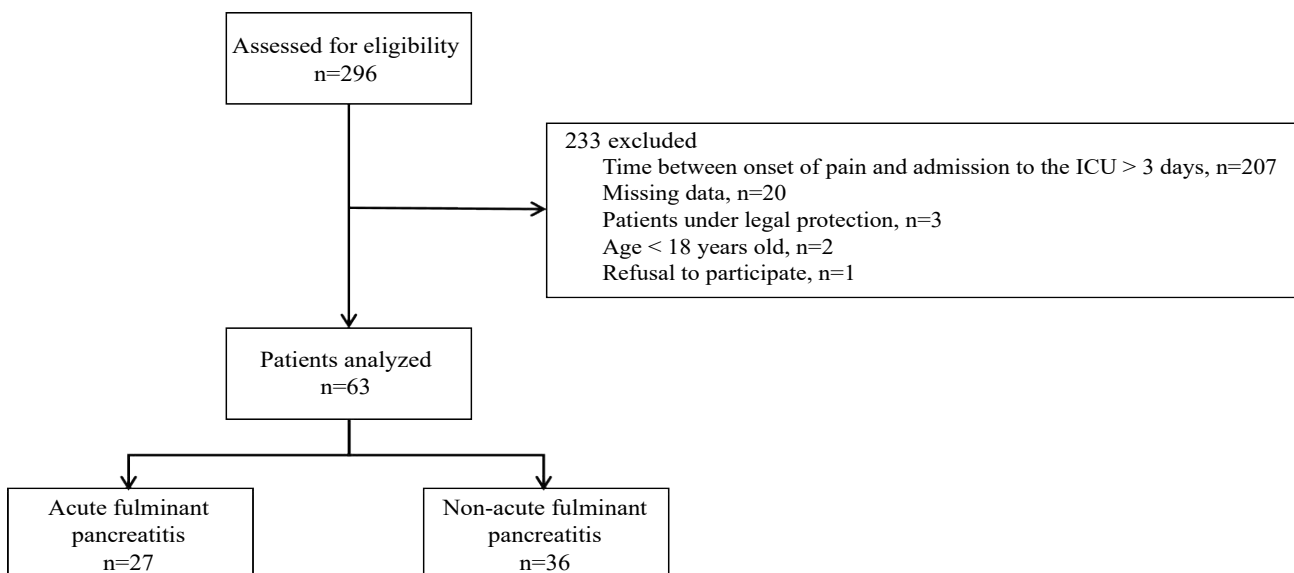 Assessed for eligibility
n=296
233 excluded
Time between onset of pain and admission to the ICU > 3 days, n=207
Missing data, n=20
Patients under legal protection, n=3
Age < 18 years old, n=2
Refusal to participate, n=1
Patients analyzed
n=63
Acute fulminant
pancreatitis
n=27
Non-acute fulminant
pancreatitis
n=36